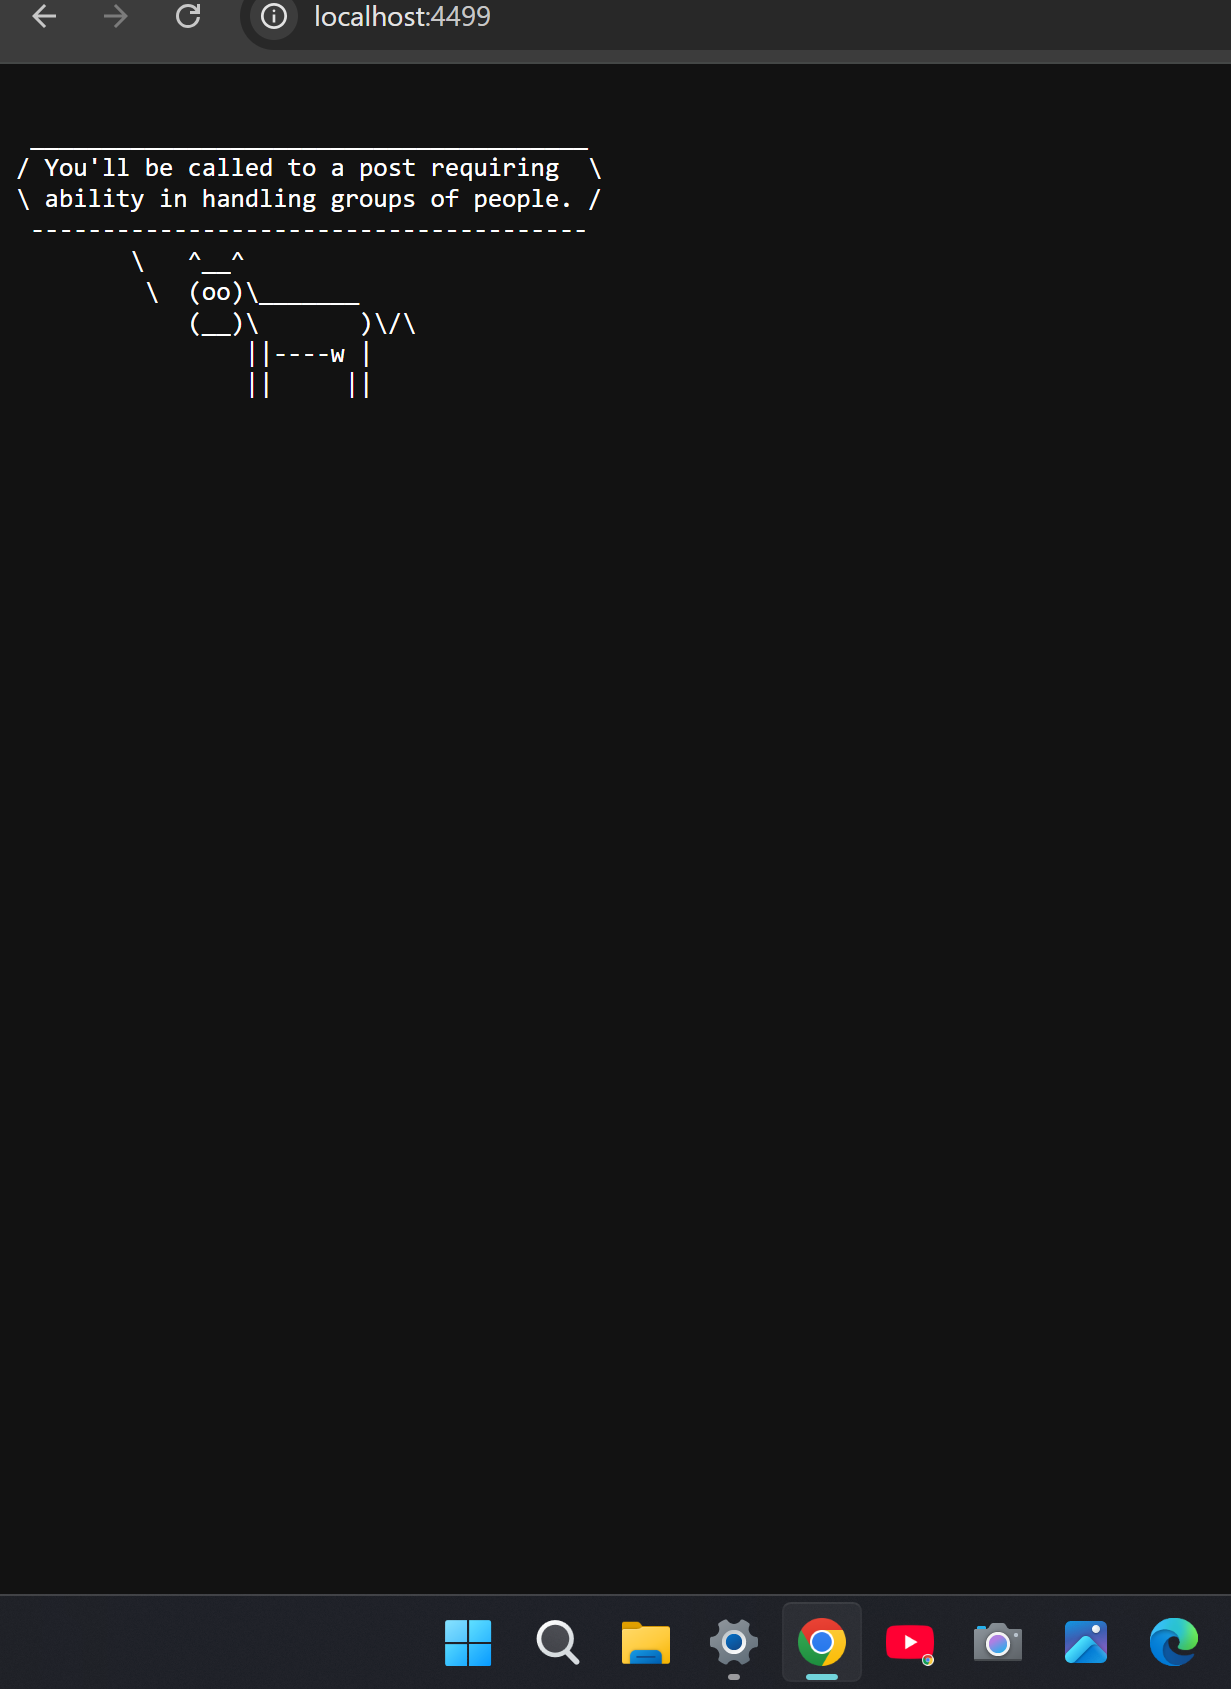 localhost:4499
 _______________________________________
/ You'll be called to a post requiring  \
\ ability in handling groups of people. /
 ---------------------------------------
        \   ^__^
         \  (oo)\_______
            (__)\       )\/\
                ||----w |
                ||     ||